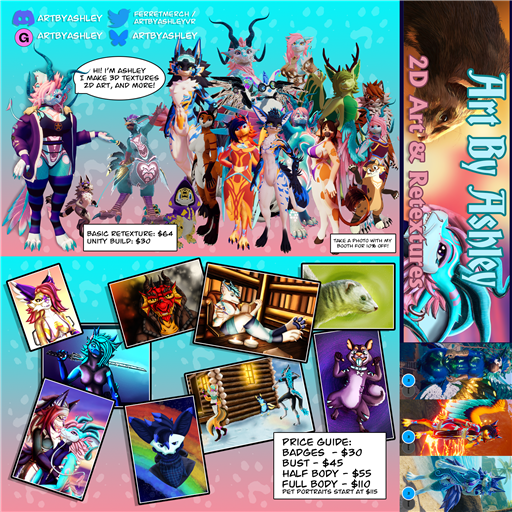 ARTBYASHLEY
FERRETMERCH /
ARTBYASHLEYVR
G ARTBYASHLEY
ARTBYASHLEY
HI! I'M ASHLEY
I MAKE 3D TEXTURES
2D ART, AND MORE!
BASIC RETEXTURE: $64
UNITY BUILD: $30
TAKE A PHOTO WITH MY
BOOTH FOR 10% OFF!
Art By Ashley
2D Art & Retextures
PRICE GUIDE:
BADGES - $30
BUST - $45
HALF BODY - $55
FULL BODY - $110
PET PORTRAITS START AT $115